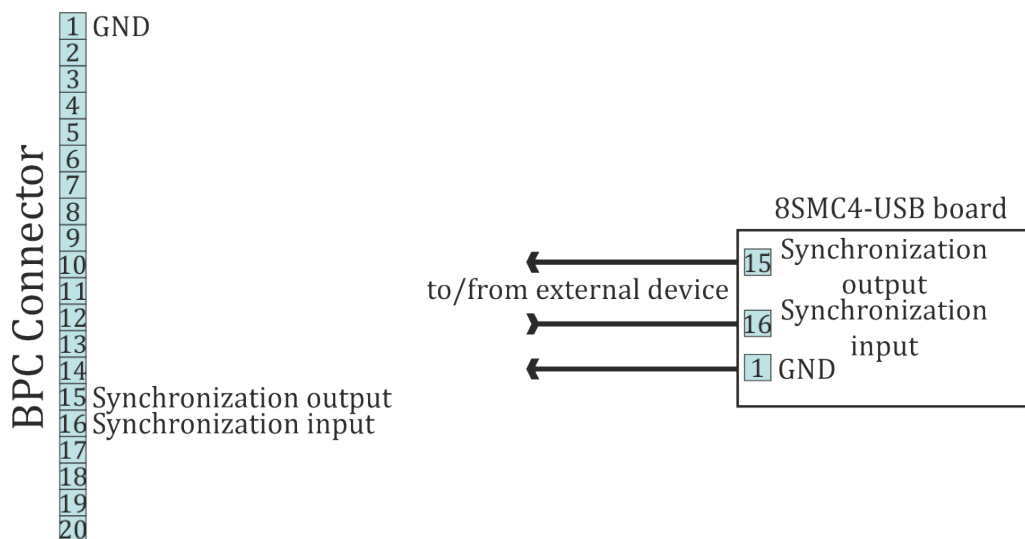 BPC Connector
1 GND
2
3
4
5
6
7
8
9
10
11
12
13
14
15 Synchronization output
16 Synchronization input
17
18
19
20
8SMC4-USB board
15 Synchronization
output
to/from external device
16 Synchronization
input
1 GND